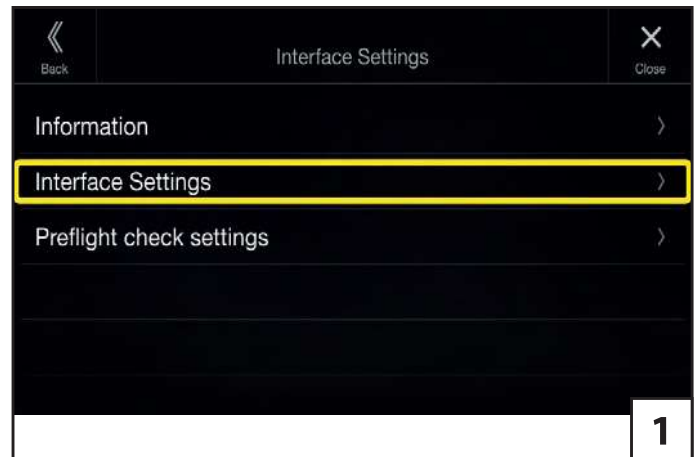 Back
Interface Settings
Close
Information
Interface Settings
Preflight check settings
1